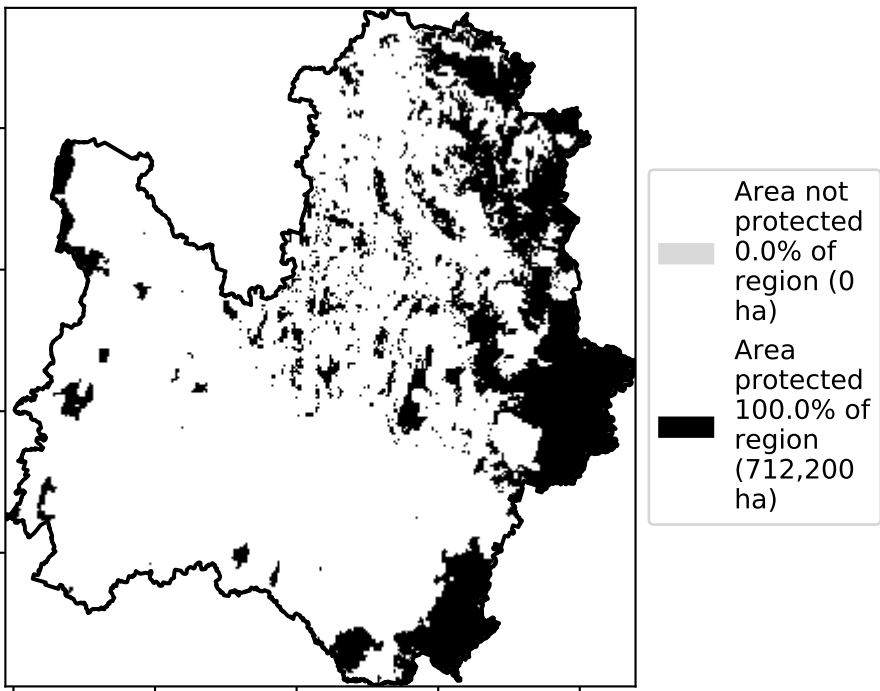 Area not
protected
0.0% of
region (0
ha)
Area
protected
100.0% of
region
(712,200
ha)